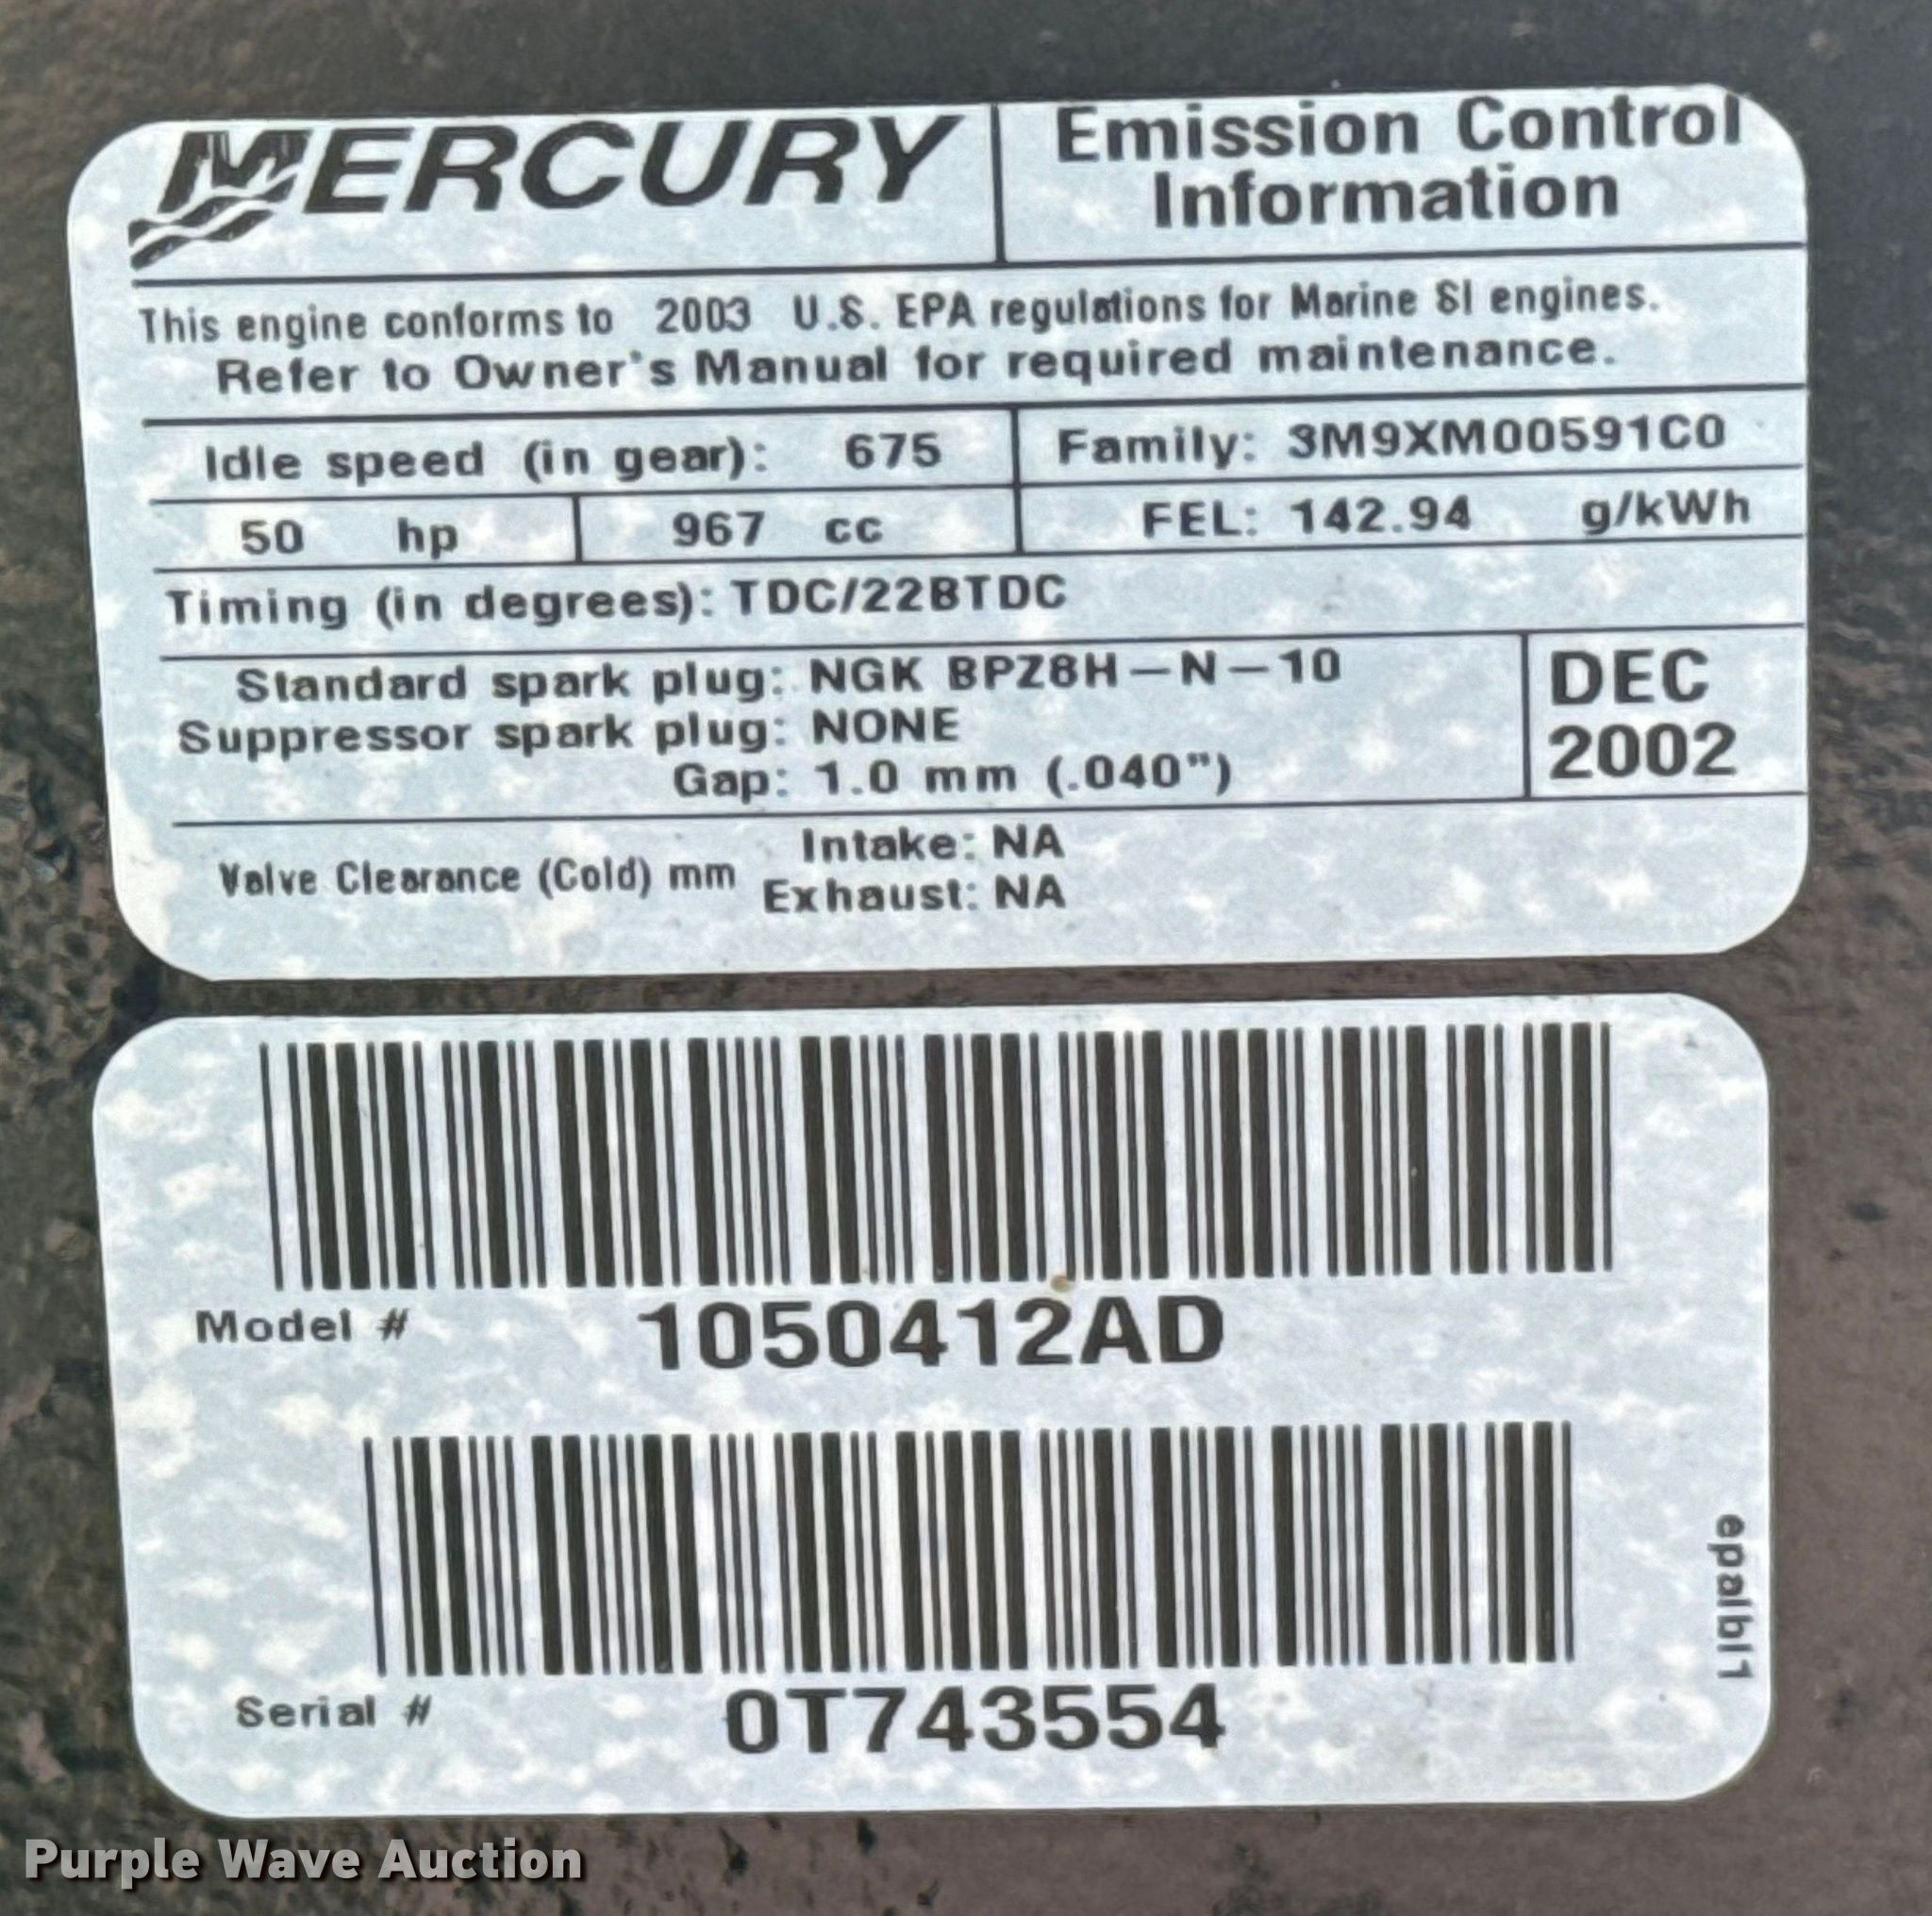 MERCURY
Emission Control
Information
This engine conforms to 2003 U.S. EPA regulations for Marine SI engines.
Refer to Owner's Manual for required maintenance.
Idle speed (in gear): 675
Family: 3M9XM00591C0
50 hp 967 cc
FEL: 142.94 g/kWh
Timing (in degrees): TDC/22BTDC
Standard spark plug: NGK BPZ8H-N-10
Suppressor spark plug: NONE
Gap: 1.0 mm (.040")
DEC
2002
Valve Clearance (Cold) mm
Intake: NA
Exhaust: NA
Model # 1050412AD
Serial # 0T743554
epalbl1
Purple Wave Auction